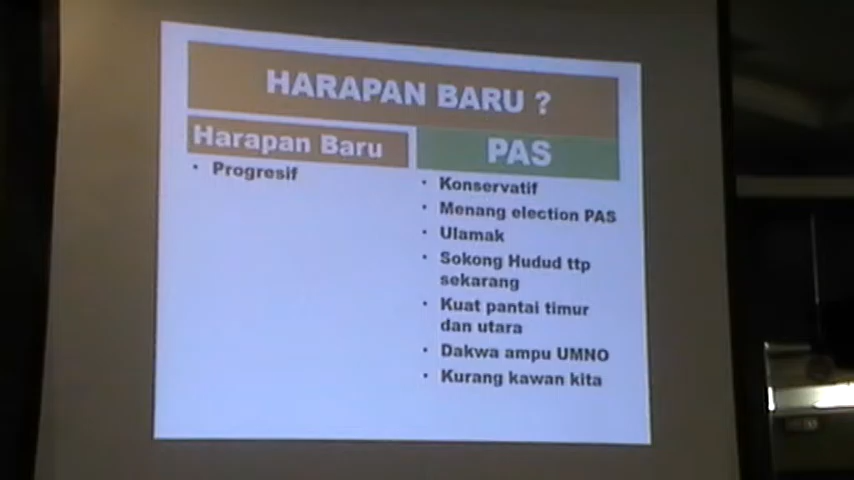 HARAPAN BARU ?
Harapan Baru
• Progresif
PAS
• Konservatif
• Menang election PAS
• Ulamak
• Sokong Hudud ttp
sekarang
• Kuat pantai timur
dan utara
• Dakwa ampu UMNO
• Kurang kawan kita